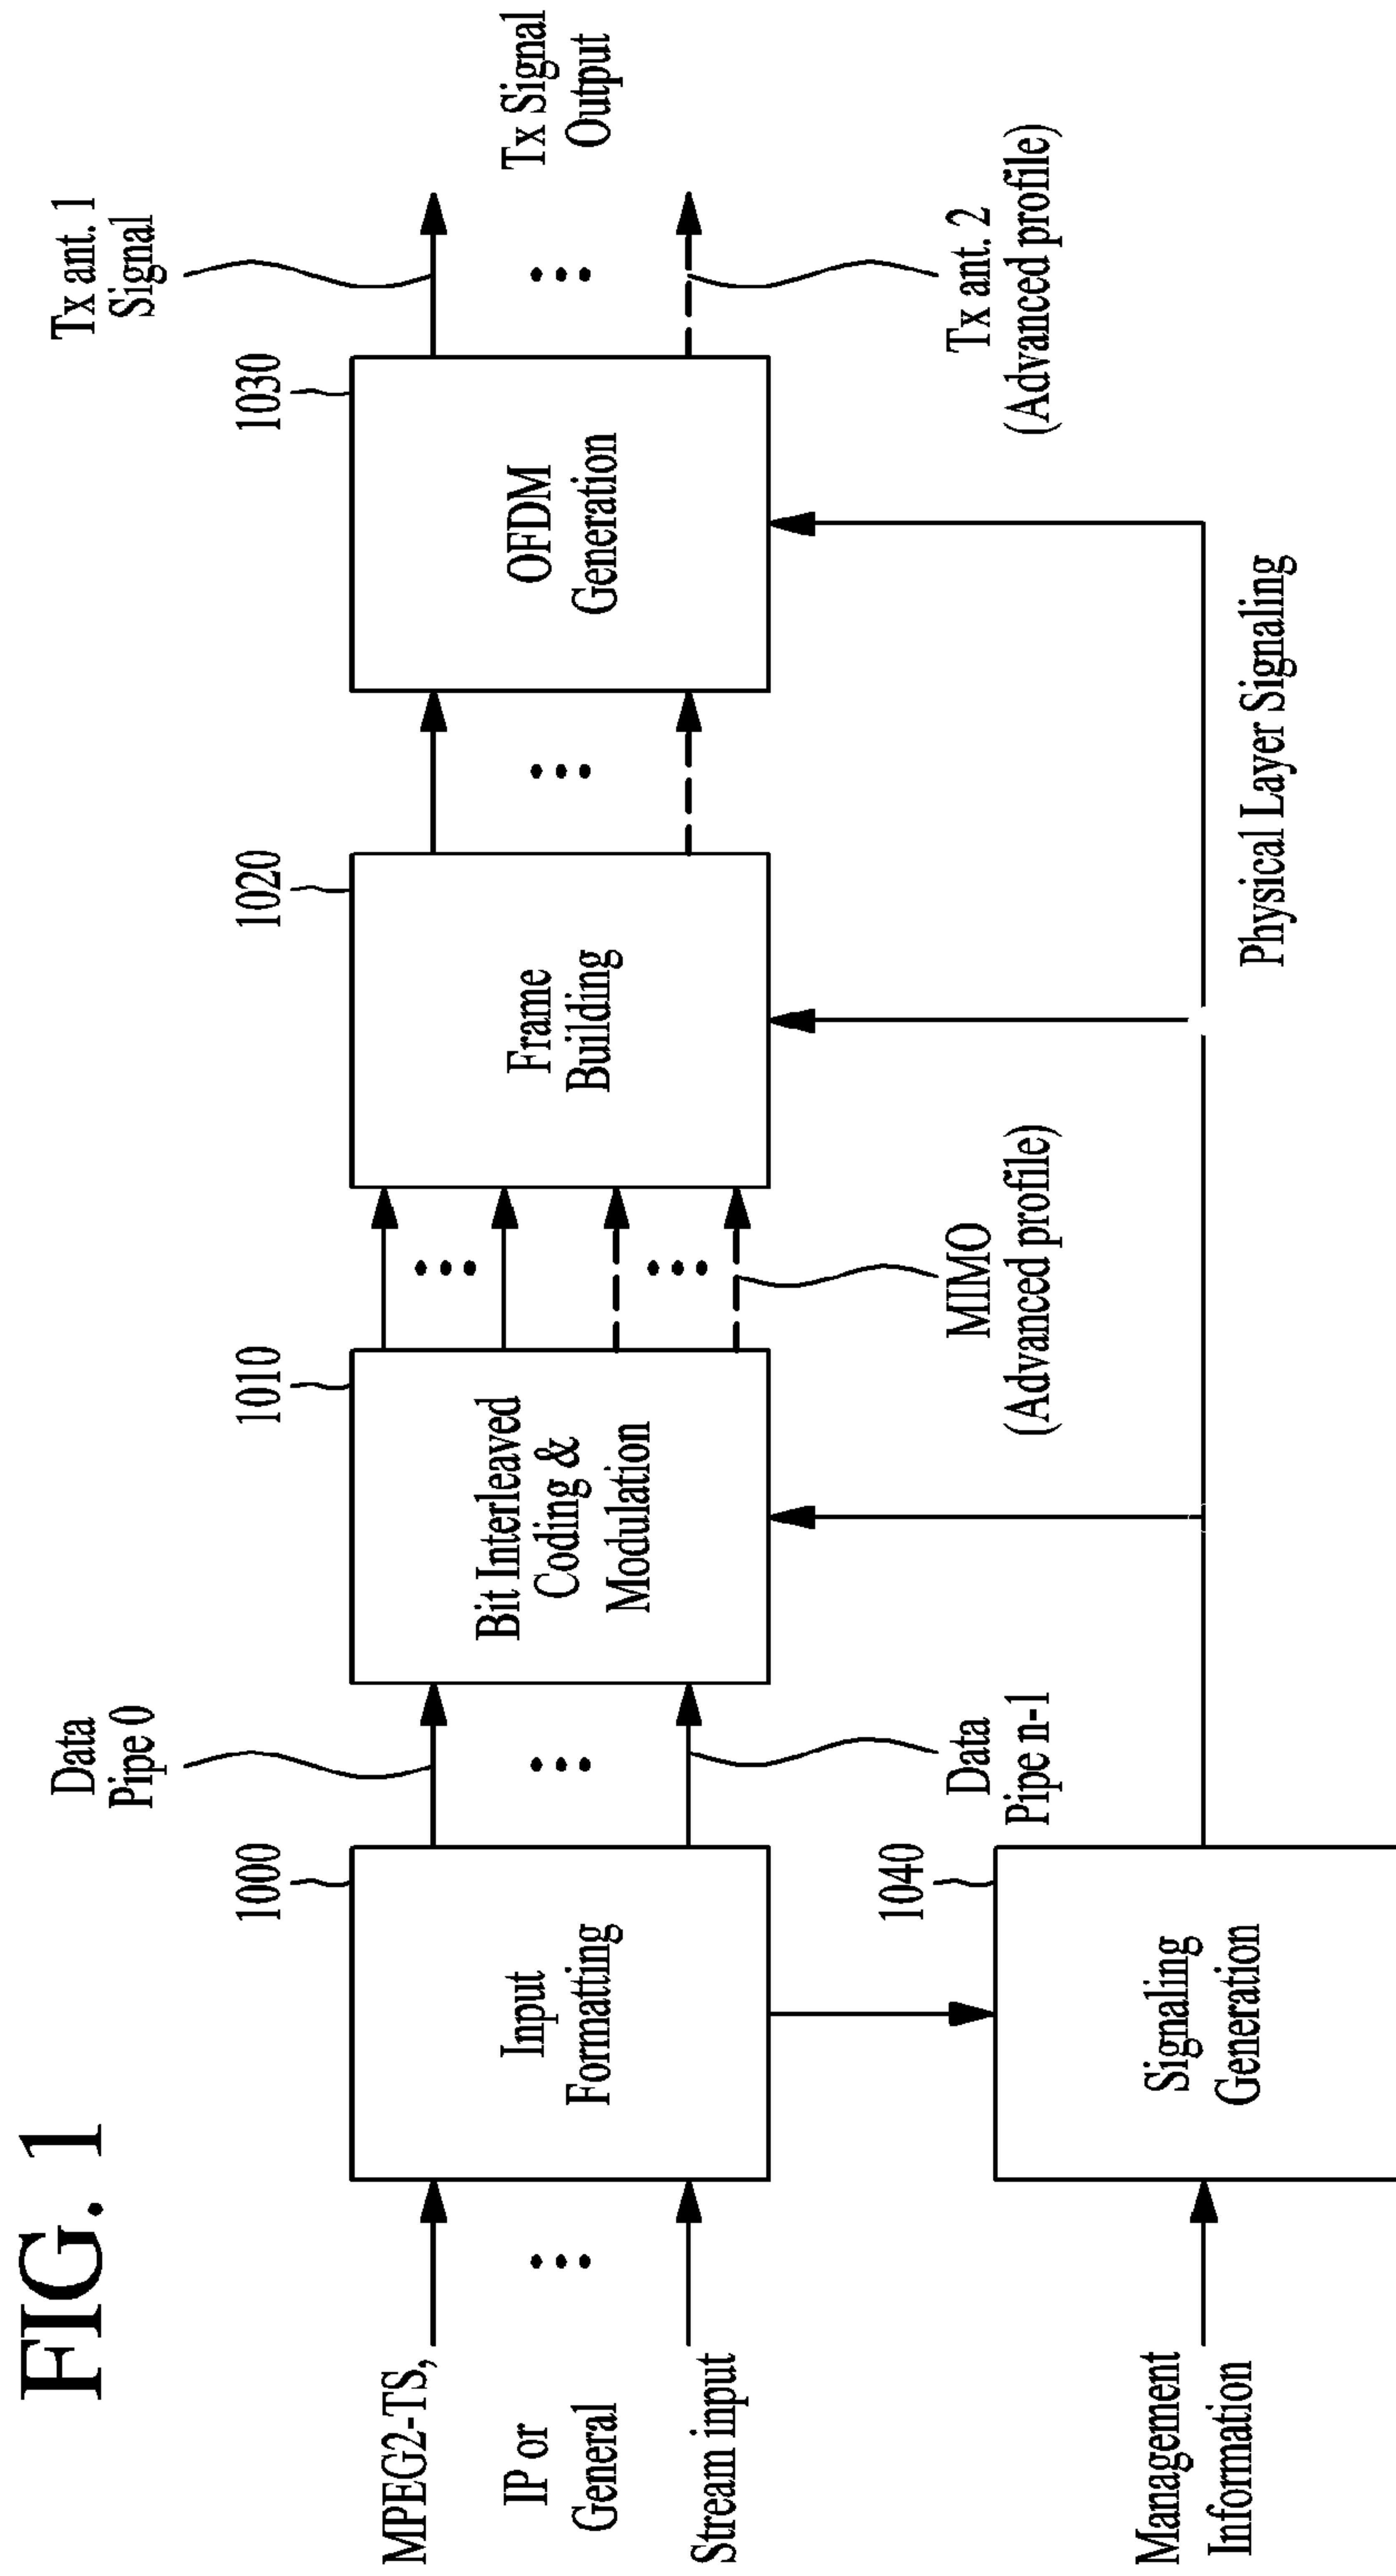 FIG. 1
MPEG2-TS,
IP or
General
Stream input
1000
Input
Formatting
Data
Pipe 0
Data
Pipe n-1
1010
Bit Interleaved
Coding &
Modulation
MIMO
(Advanced profile)
1020
Frame
Building
1030
OFDM
Generation
Tx ant. 1
Signal
Tx Signal
Output
Tx ant. 2
(Advanced profile)
Management
Information
1040
Signaling
Generation
Physical Layer Signaling